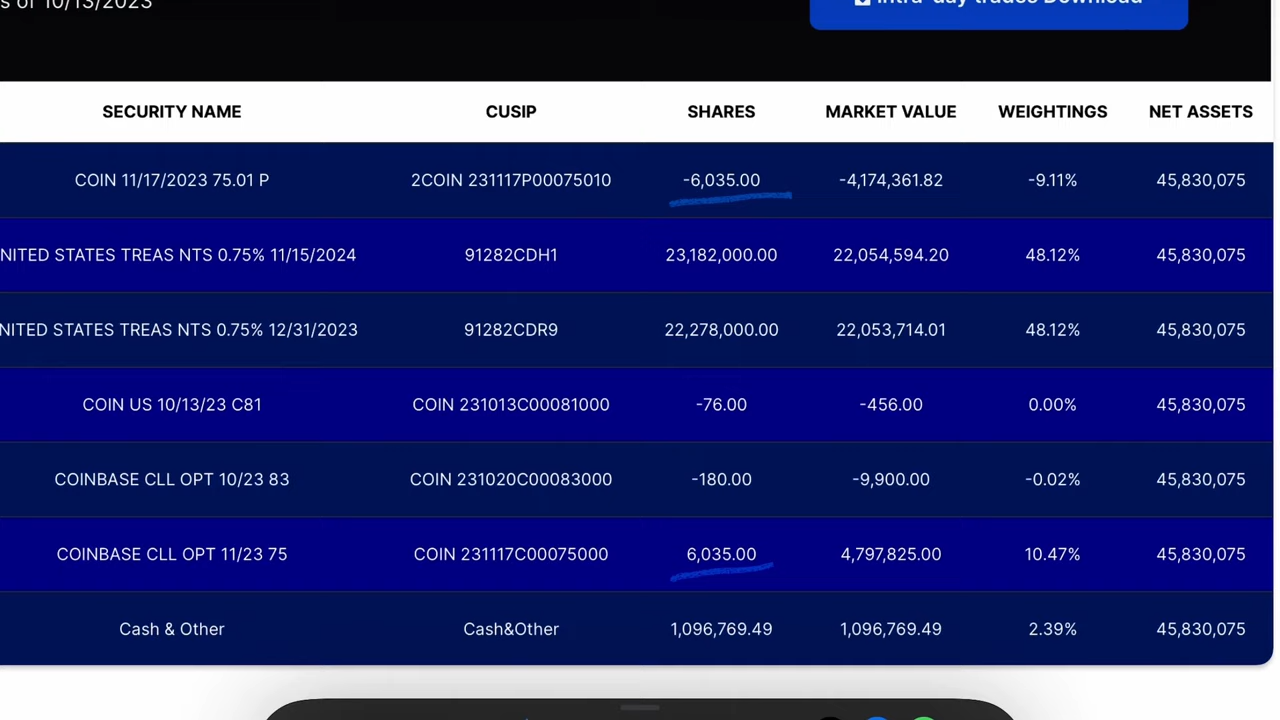 s of 10/13/2023
Intra-day trades Download
SECURITY NAME CUSIP SHARES MARKET VALUE WEIGHTINGS NET ASSETS
COIN 11/17/2023 75.01 P 2COIN 231117P00075010 -6,035.00 -4,174,361.82 -9.11% 45,830,075
NITED STATES TREAS NTS 0.75% 11/15/2024 91282CDH1 23,182,000.00 22,054,594.20 48.12% 45,830,075
NITED STATES TREAS NTS 0.75% 12/31/2023 91282CDR9 22,278,000.00 22,053,714.01 48.12% 45,830,075
COIN US 10/13/23 C81 COIN 231013C00081000 -76.00 -456.00 0.00% 45,830,075
COINBASE CLL OPT 10/23 83 COIN 231020C00083000 -180.00 -9,900.00 -0.02% 45,830,075
COINBASE CLL OPT 11/23 75 COIN 231117C00075000 6,035.00 4,797,825.00 10.47% 45,830,075
Cash & Other Cash&Other 1,096,769.49 1,096,769.49 2.39% 45,830,075